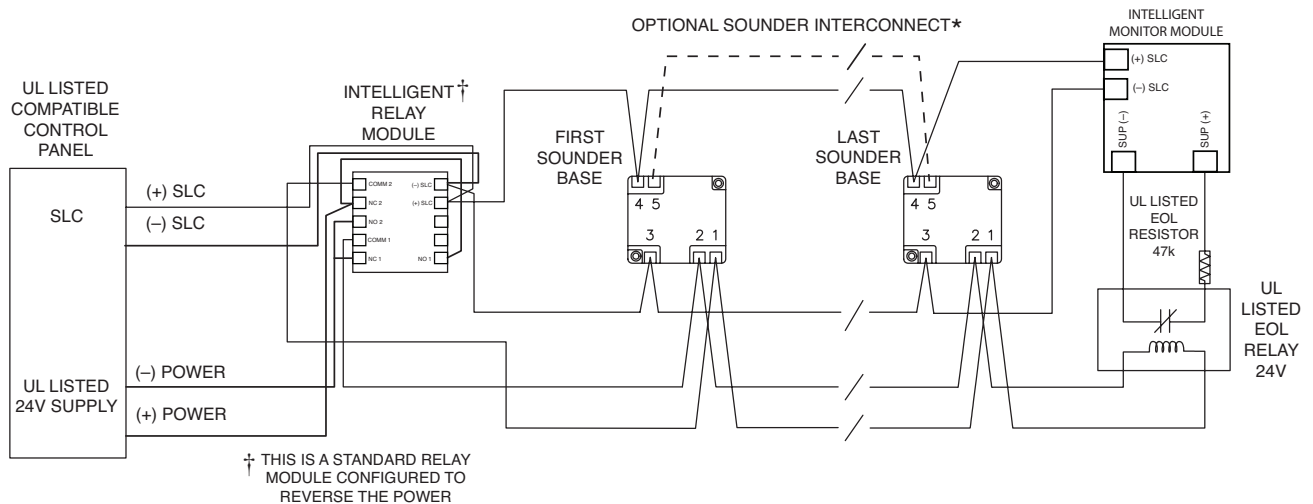 OPTIONAL SOUNDER INTERCONNECT*
INTELLIGENT
MONITOR MODULE
(+) SLC
(–) SLC
SUP (–)
SUP (+)
UL LISTED
COMPATIBLE
CONTROL
PANEL
INTELLIGENT†
RELAY
MODULE
FIRST
SOUNDER
BASE
LAST
SOUNDER
BASE
SLC
(+) SLC
(–) SLC
COMM 2
NC 2
NO 2
COMM 1
NC 1
(–) SLC
(+) SLC
NO 1
4 5
3 2 1
4 5
3 2 1
UL LISTED
EOL
RESISTOR
47k
UL
LISTED
EOL
RELAY
24V
UL LISTED
24V SUPPLY
(–) POWER
(+) POWER
† THIS IS A STANDARD RELAY
MODULE CONFIGURED TO
REVERSE THE POWER